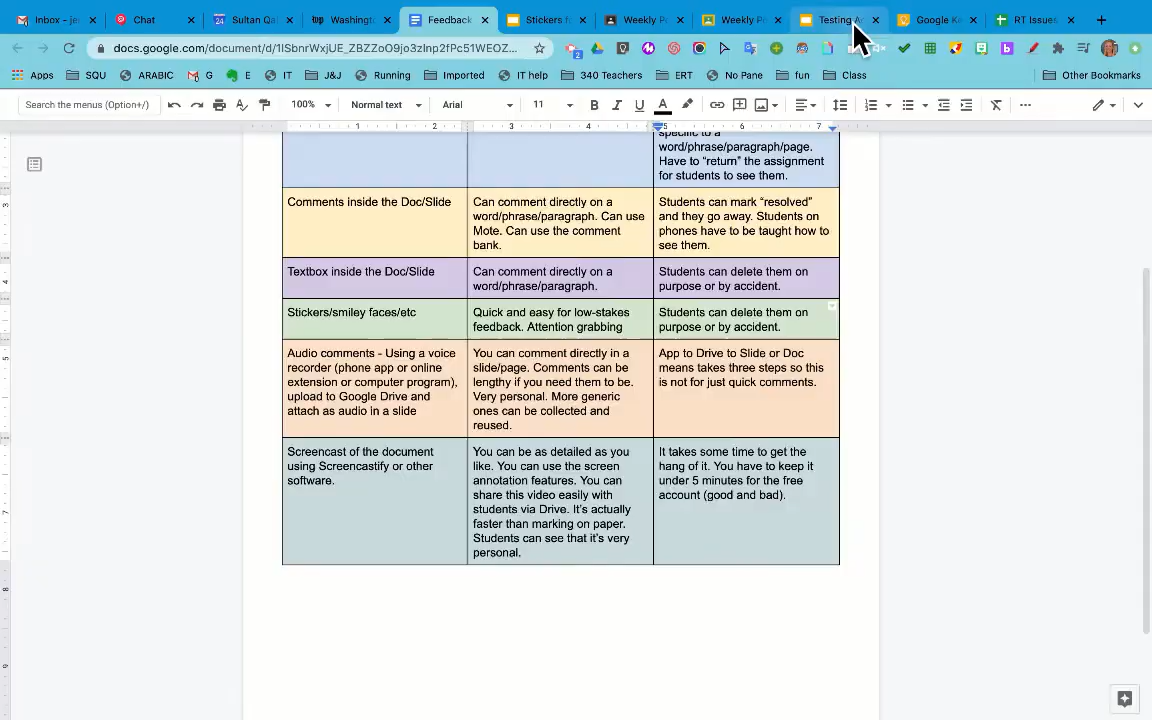 Inbox - je
Chat
Sultan Qa
Washingto
Feedback
Stickers fo
Weekly Po
Weekly Po
Testing A
Google Ke
RT Issues
docs.google.com/document/d/1lSbnrWxjUE_ZBZZoO9jo3zInp2fPc51WEOZ...
Apps
SQU
ARABIC
G
E
IT
J&J
Running
Imported
IT help
340 Teachers
ERT
No Pane
fun
Class
Other Bookmarks
Search the menus (Option+/)
100%
Normal text
Arial
11
specific to a
word/phrase/paragraph/page.
Have to “return” the assignment
for students to see them.
Comments inside the Doc/Slide
Can comment directly on a
word/phrase/paragraph. Can use
Mote. Can use the comment
bank.
Students can mark “resolved”
and they go away. Students on
phones have to be taught how to
see them.
Textbox inside the Doc/Slide
Can comment directly on a
word/phrase/paragraph.
Students can delete them on
purpose or by accident.
Stickers/smiley faces/etc
Quick and easy for low-stakes
feedback. Attention grabbing
Students can delete them on
purpose or by accident.
Audio comments - Using a voice
recorder (phone app or online
extension or computer program),
upload to Google Drive and
attach as audio in a slide
You can comment directly in a
slide/page. Comments can be
lengthy if you need them to be.
Very personal. More generic
ones can be collected and
reused.
App to Drive to Slide or Doc
means takes three steps so this
is not for just quick comments.
Screencast of the document
using Screencastify or other
software.
You can be as detailed as you
like. You can use the screen
annotation features. You can
share this video easily with
students via Drive. It’s actually
faster than marking on paper.
Students can see that it’s very
personal.
It takes some time to get the
hang of it. You have to keep it
under 5 minutes for the free
account (good and bad).